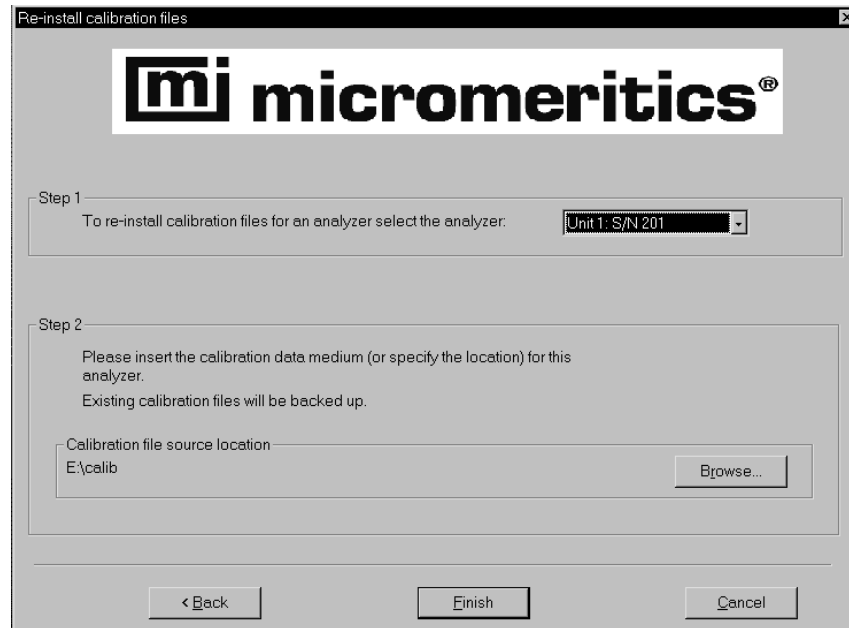 Re-install calibration files
mi micromeritics®
Step 1
To re-install calibration files for an analyzer select the analyzer:
Unit 1: S/N 201
Step 2
Please insert the calibration data medium (or specify the location) for this
analyzer.
Existing calibration files will be backed up.
Calibration file source location
E:\calib
Browse...
< Back
Finish
Cancel